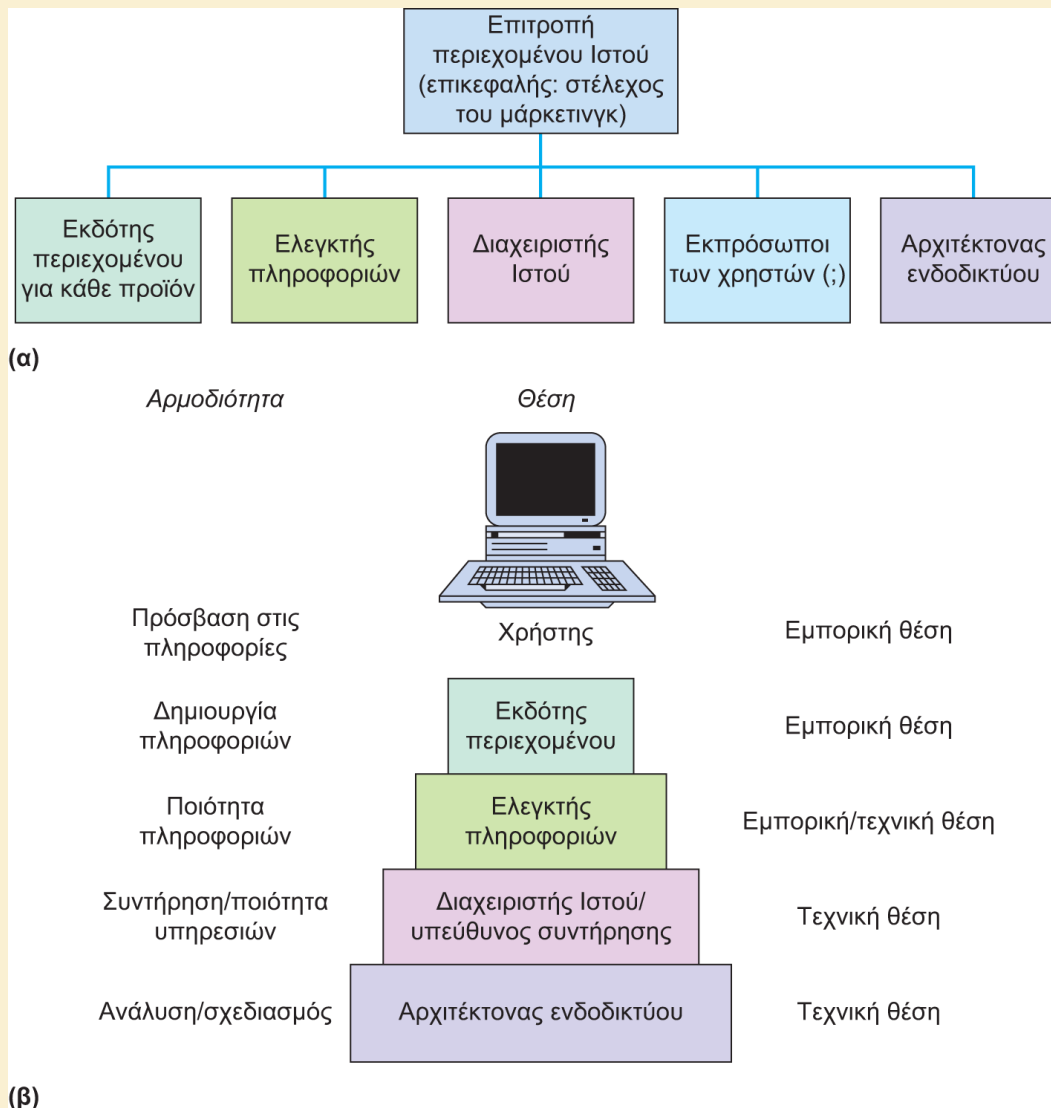 Επιτροπή
περιεχομένου Ιστού
(επικεφαλής: στέλεχος
του μάρκετινγκ)
Εκδότης
περιεχομένου
για κάθε προϊόν
Ελεγκτής
πληροφοριών
Διαχειριστής
Ιστού
Εκπρόσωποι
των χρηστών (;)
Αρχιτέκτονας
ενδοδικτύου
(α)
Αρμοδιότητα
Θέση
Πρόσβαση στις
πληροφορίες
Χρήστης
Εμπορική θέση
Δημιουργία
πληροφοριών
Εκδότης
περιεχομένου
Εμπορική θέση
Ποιότητα
πληροφοριών
Ελεγκτής
πληροφοριών
Εμπορική/τεχνική θέση
Συντήρηση/ποιότητα
υπηρεσιών
Διαχειριστής Ιστού/
υπεύθυνος συντήρησης
Τεχνική θέση
Ανάλυση/σχεδιασμός
Αρχιτέκτονας ενδοδικτύου
Τεχνική θέση
(β)